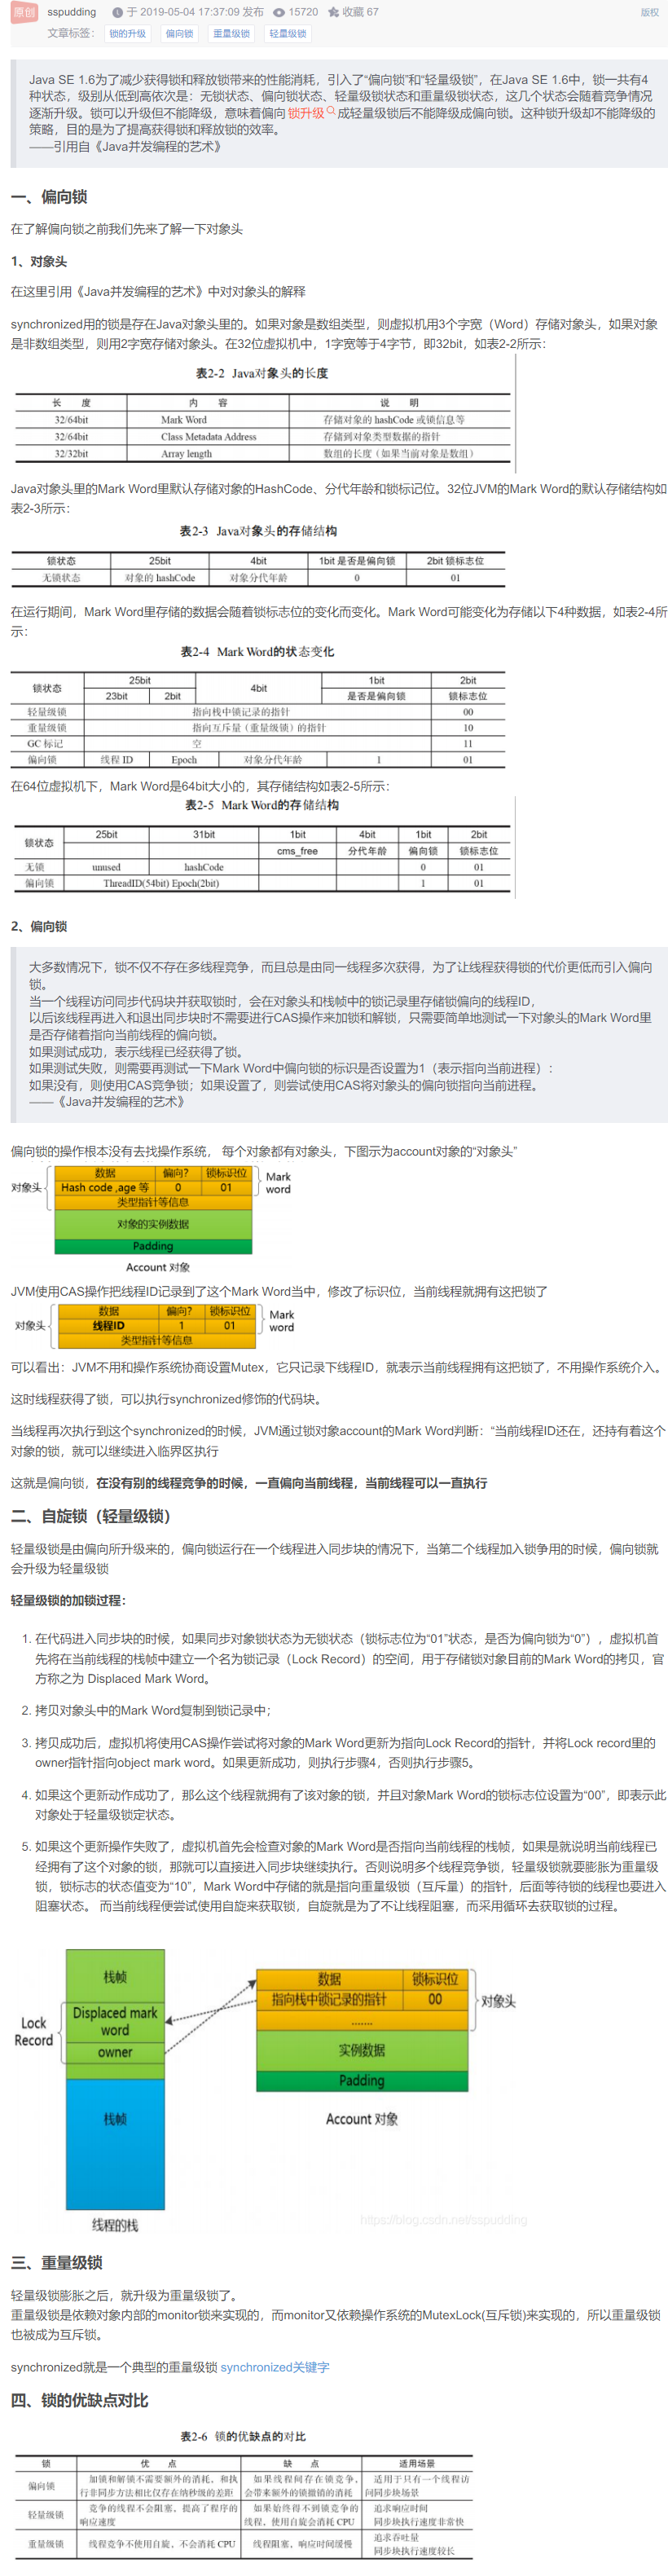 原创 sspudding 于 2019-05-04 17:37:09 发布 15720 收藏 67 版权
文章标签： 锁的升级 偏向锁 重量级锁 轻量级锁
Java SE 1.6为了减少获得锁和释放锁带来的性能消耗，引入了“偏向锁”和“轻量级锁”，在Java SE 1.6中，锁一共有4
种状态，级别从低到高依次是：无锁状态、偏向锁状态、轻量级锁状态和重量级锁状态，这几个状态会随着竞争情况
逐渐升级。锁可以升级但不能降级，意味着偏向 锁升级 成轻量级锁后不能降级成偏向锁。这种锁升级却不能降级的
策略，目的是为了提高获得锁和释放锁的效率。
——引用自《Java并发编程的艺术》
一、偏向锁
在了解偏向锁之前我们先来了解一下对象头
1、对象头
在这里引用《Java并发编程的艺术》中对对象头的解释
synchronized用的锁是存在Java对象头里的。如果对象是数组类型，则虚拟机用3个字宽（Word）存储对象头，如果对象
是非数组类型，则用2字宽存储对象头。在32位虚拟机中，1字宽等于4字节，即32bit，如表2-2所示：
表2-2 Java对象头的长度
长 度 内 容 说 明
32/64bit Mark Word 存储对象的 hashCode 或锁信息等
32/64bit Class Metadata Address 存储到对象类型数据的指针
32/32bit Array length 数组的长度（如果当前对象是数组）
Java对象头里的Mark Word里默认存储对象的HashCode、分代年龄和锁标记位。32位JVM的Mark Word的默认存储结构如
表2-3所示：
表2-3 Java对象头的存储结构
锁状态 25bit 4bit 1bit 是否是偏向锁 2bit 锁标志位
无锁状态 对象的 hashCode 对象分代年龄 0 01
在运行期间，Mark Word里存储的数据会随着锁标志位的变化而变化。Mark Word可能变化为存储以下4种数据，如表2-4所
示：
表2-4 Mark Word的状态变化
锁状态 25bit 4bit 1bit 2bit
23bit 2bit 是否是偏向锁 锁标志位
轻量级锁 指向栈中锁记录的指针 00
重量级锁 指向互斥量（重量级锁）的指针 10
GC 标记 空 11
偏向锁 线程 ID Epoch 对象分代年龄 1 01
在64位虚拟机下，Mark Word是64bit大小的，其存储结构如表2-5所示：
表2-5 Mark Word的存储结构
锁状态 25bit 31bit 1bit 4bit 1bit 2bit
cms_free 分代年龄 偏向锁 锁标志位
无锁 unused hashCode 0 01
偏向锁 ThreadID(54bit) Epoch(2bit) 1 01
2、偏向锁
大多数情况下，锁不仅不存在多线程竞争，而且总是由同一线程多次获得，为了让线程获得锁的代价更低而引入偏向
锁。
当一个线程访问同步代码块并获取锁时，会在对象头和栈帧中的锁记录里存储锁偏向的线程ID，
以后该线程再进入和退出同步块时不需要进行CAS操作来加锁和解锁，只需要简单地测试一下对象头的Mark Word里
是否存储着指向当前线程的偏向锁。
如果测试成功，表示线程已经获得了锁。
如果测试失败，则需要再测试一下Mark Word中偏向锁的标识是否设置为1（表示指向当前进程）：
如果没有，则使用CAS竞争锁；如果设置了，则尝试使用CAS将对象头的偏向锁指向当前进程。
——《Java并发编程的艺术》
偏向锁的操作根本没有去找操作系统， 每个对象都有对象头，下图示为account对象的“对象头”
数据 偏向? 锁标识位
对象头 Hash code ,age 等 0 01 Mark word
类型指针等信息
对象的实例数据
Padding
Account 对象
JVM使用CAS操作把线程ID记录到了这个Mark Word当中，修改了标识位，当前线程就拥有这把锁了
数据 偏向? 锁标识位
对象头 线程ID 1 01 Mark word
类型指针等信息
可以看出：JVM不用和操作系统协商设置Mutex，它只记录下线程ID，就表示当前线程拥有这把锁了，不用操作系统介入。
这时线程获得了锁，可以执行synchronized修饰的代码块。
当线程再次执行到这个synchronized的时候，JVM通过锁对象account的Mark Word判断：“当前线程ID还在，还持有着这个
对象的锁，就可以继续进入临界区执行
这就是偏向锁，在没有别的线程竞争的时候，一直偏向当前线程，当前线程可以一直执行
二、自旋锁（轻量级锁）
轻量级锁是由偏向所升级来的，偏向锁运行在一个线程进入同步块的情况下，当第二个线程加入锁争用的时候，偏向锁就
会升级为轻量级锁
轻量级锁的加锁过程：
1. 在代码进入同步块的时候，如果同步对象锁状态为无锁状态（锁标志位为“01”状态，是否为偏向锁为“0”），虚拟机首
先将在当前线程的栈帧中建立一个名为锁记录（Lock Record）的空间，用于存储锁对象目前的Mark Word的拷贝，官
方称之为 Displaced Mark Word。
2. 拷贝对象头中的Mark Word复制到锁记录中；
3. 拷贝成功后，虚拟机将使用CAS操作尝试将对象的Mark Word更新为指向Lock Record的指针，并将Lock record里的
owner指针指向object mark word。如果更新成功，则执行步骤4，否则执行步骤5。
4. 如果这个更新动作成功了，那么这个线程就拥有了该对象的锁，并且对象Mark Word的锁标志位设置为“00”，即表示此
对象处于轻量级锁定状态。
5. 如果这个更新操作失败了，虚拟机首先会检查对象的Mark Word是否指向当前线程的栈帧，如果是就说明当前线程已
经拥有了这个对象的锁，那就可以直接进入同步块继续执行。否则说明多个线程竞争锁，轻量级锁就要膨胀为重量级
锁，锁标志的状态值变为“10”，Mark Word中存储的就是指向重量级锁（互斥量）的指针，后面等待锁的线程也要进入
阻塞状态。 而当前线程便尝试使用自旋来获取锁，自旋就是为了不让线程阻塞，而采用循环去获取锁的过程。
栈帧
Lock Record
Displaced mark word
owner
栈帧
线程的栈
数据 锁标识位
指向栈中锁记录的指针 00 对象头
......
实例数据
Padding
Account 对象
https://blog.csdn.net/sspudding
三、重量级锁
轻量级锁膨胀之后，就升级为重量级锁了。
重量级锁是依赖对象内部的monitor锁来实现的，而monitor又依赖操作系统的MutexLock(互斥锁)来实现的，所以重量级锁
也被成为互斥锁。
synchronized就是一个典型的重量级锁 synchronized关键字
四、锁的优缺点对比
表2-6 锁的优缺点的对比
锁 优 点 缺 点 适用场景
偏向锁 加锁和解锁不需要额外的消耗，和执行非同步方法相比仅存在纳秒级的差距 如果线程间存在锁竞争，会带来额外的锁撤销的消耗 适用于只有一个线程访问同步块场景
轻量级锁 竞争的线程不会阻塞，提高了程序的响应速度 如果始终得不到锁竞争的线程，使用自旋会消耗 CPU 追求响应时间 同步块执行速度非常快
重量级锁 线程竞争不使用自旋，不会消耗 CPU 线程阻塞，响应时间缓慢 追求吞吐量 同步块执行速度较长